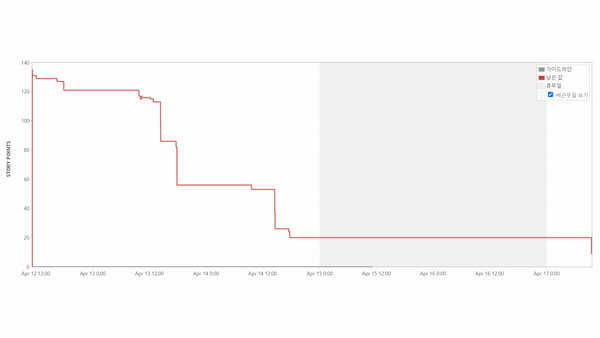 140
가이드라인
남은 값
휴무일
비근무일 보기
120
100
80
60
40
20
0
STORY POINTS
Apr 12 12:00
Apr 13 0:00
Apr 13 12:00
Apr 14 0:00
Apr 14 12:00
Apr 15 0:00
Apr 15 12:00
Apr 16 0:00
Apr 16 12:00
Apr 17 0:00